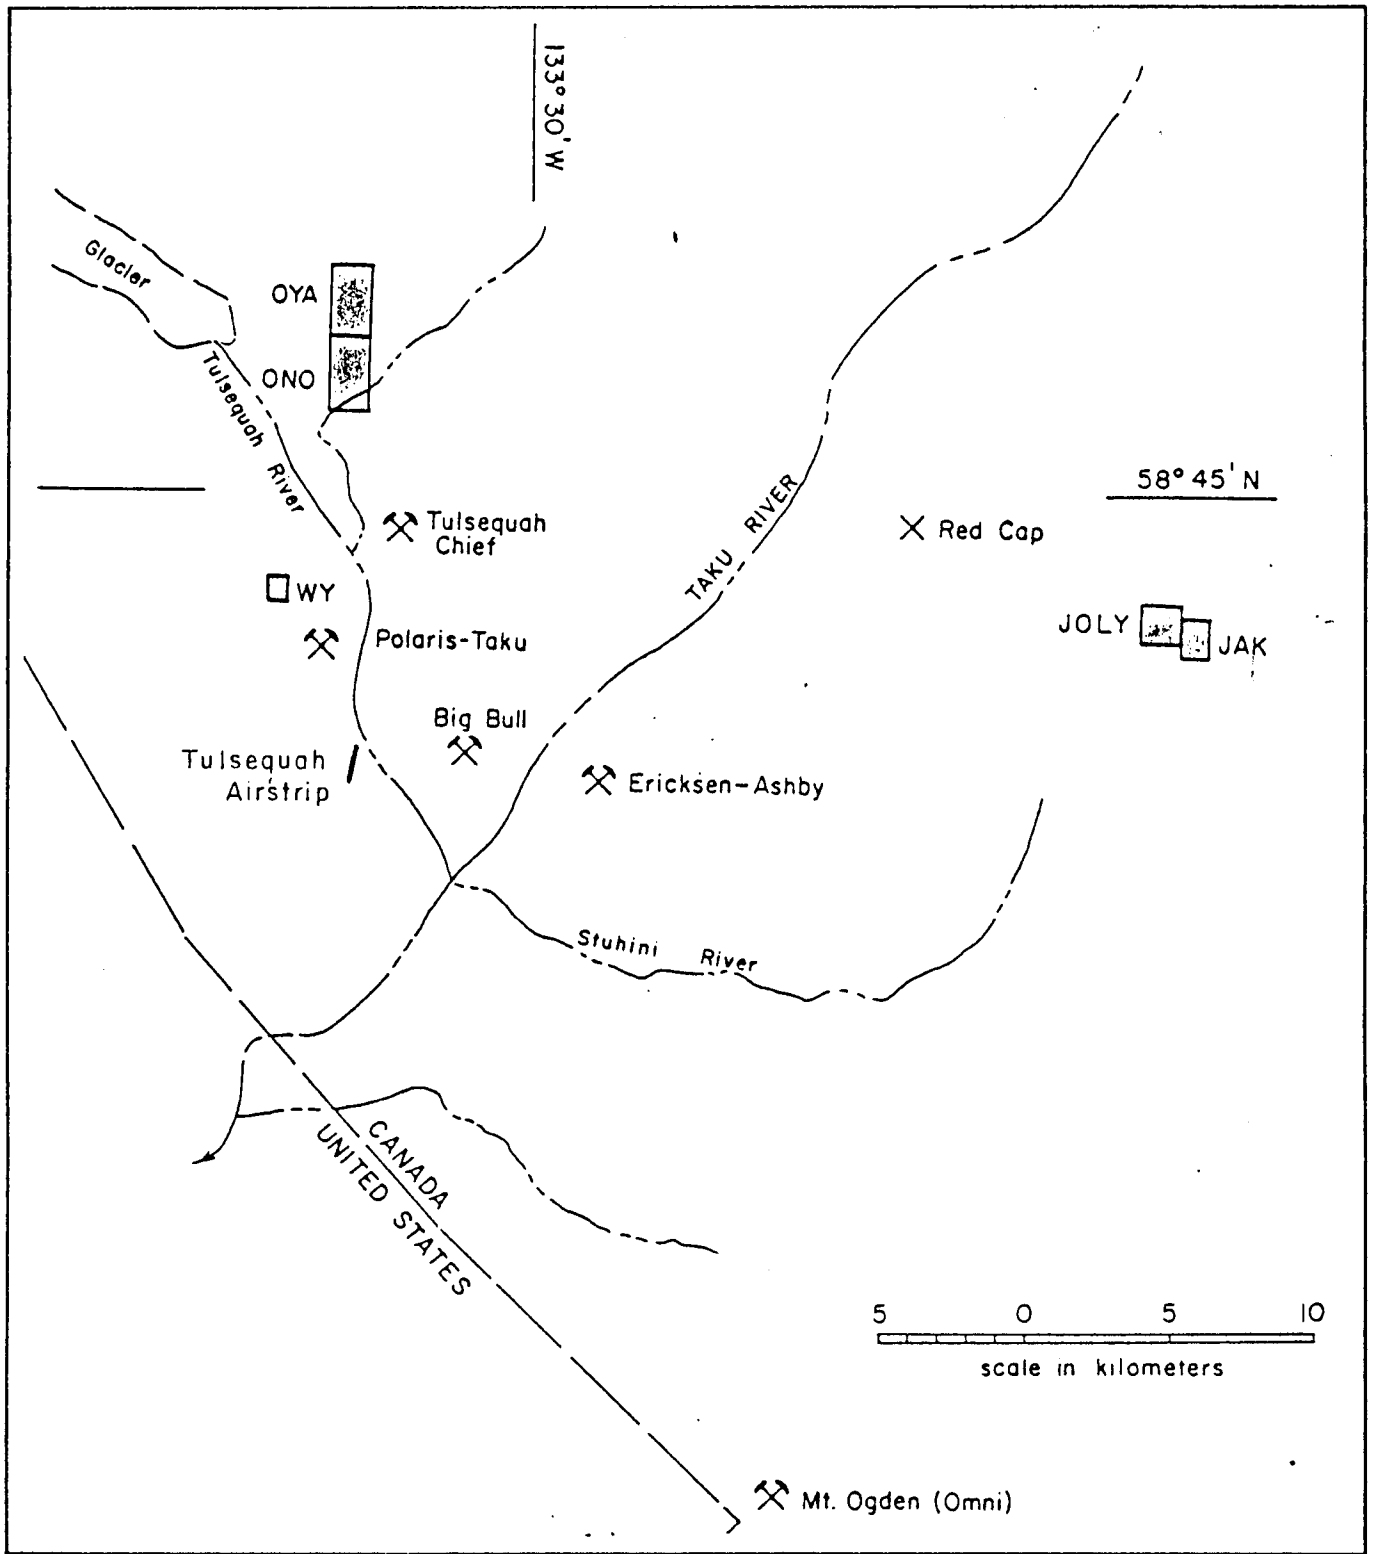 133° 30' W
Glacier
OYA
ONO
Tulsequah River
58° 45' N
Tulsequah
Chief
TAKU RIVER
Red Cap
WY
JOLY
JAK
Polaris-Taku
Big Bull
Tulsequah
Airstrip
Ericksen-Ashby
Stuhini River
CANADA
UNITED STATES
5 0 5 10
scale in kilometers
Mt. Ogden (Omni)